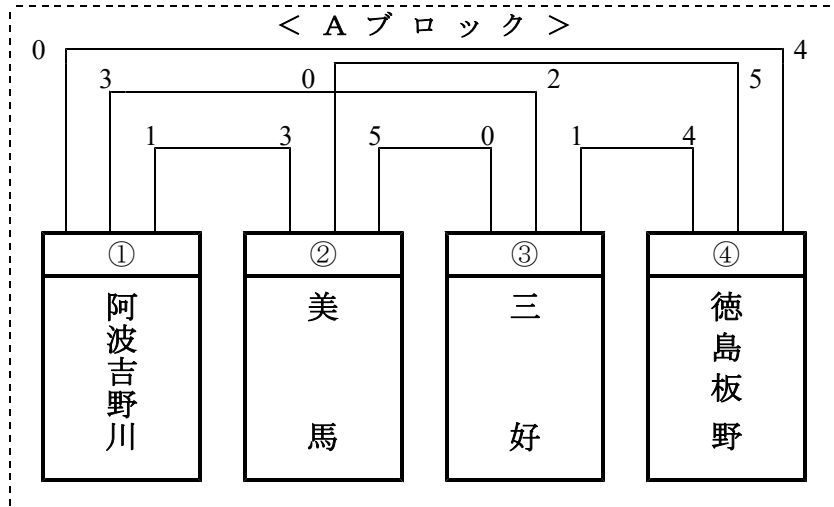 ＜Ａブロック＞
0 4
3 0 2 5
1 3 5 0 1 4
① ② ③ ④
阿波吉野川
美馬
三好
徳島板野